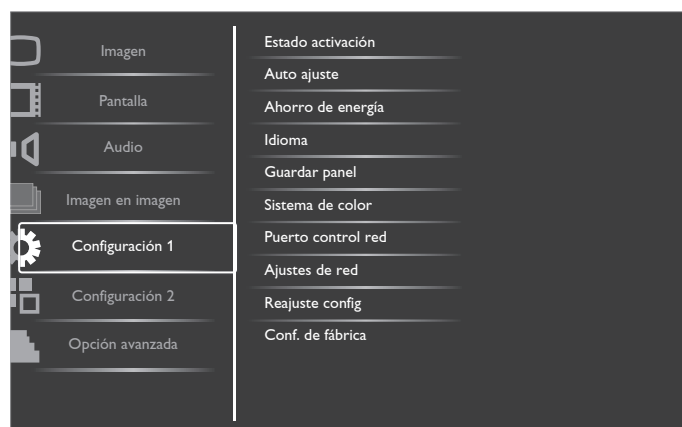 Imagen
Pantalla
Audio
Imagen en imagen
Configuración 1
Configuración 2
Opción avanzada
Estado activación
Auto ajuste
Ahorro de energía
Idioma
Guardar panel
Sistema de color
Puerto control red
Ajustes de red
Reajuste config
Conf. de fábrica